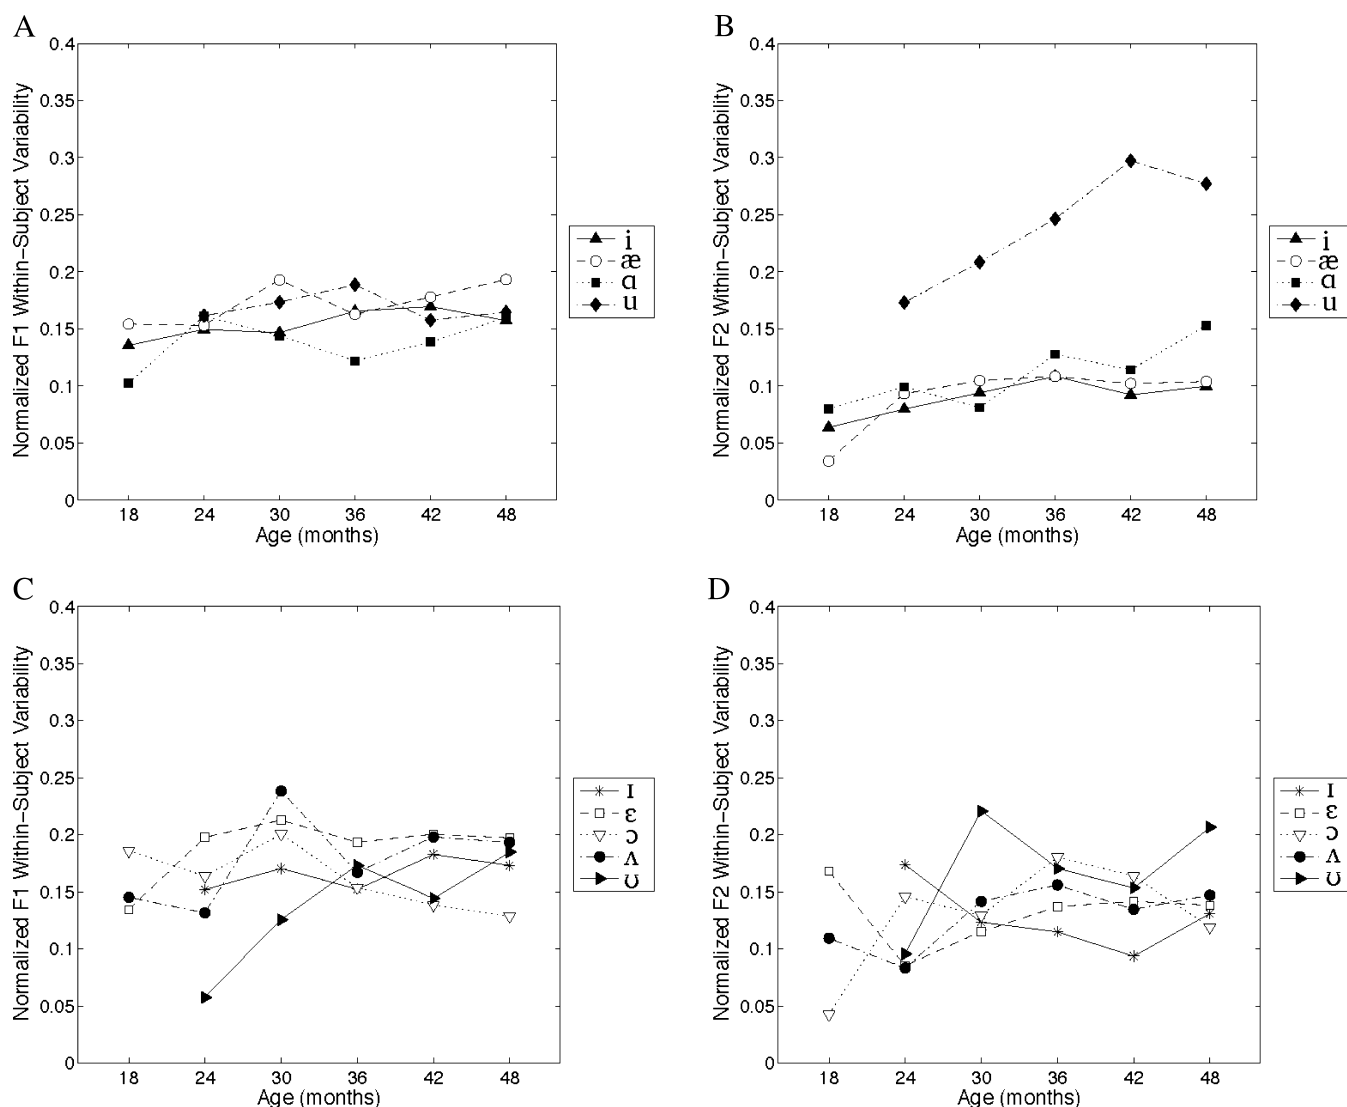 A
Normalized F1 Within-Subject Variability
0.4
0.35
0.3
0.25
0.2
0.15
0.1
0.05
0
18 24 30 36 42 48
Age (months)
i
æ
ɑ
u
B
Normalized F2 Within-Subject Variability
0.4
0.35
0.3
0.25
0.2
0.15
0.1
0.05
0
18 24 30 36 42 48
Age (months)
i
æ
ɑ
u
C
Normalized F1 Within-Subject Variability
0.4
0.35
0.3
0.25
0.2
0.15
0.1
0.05
0
18 24 30 36 42 48
Age (months)
ɪ
ɛ
ɔ
ʌ
ʊ
D
Normalized F2 Within-Subject Variability
0.4
0.35
0.3
0.25
0.2
0.15
0.1
0.05
0
18 24 30 36 42 48
Age (months)
ɪ
ɛ
ɔ
ʌ
ʊ